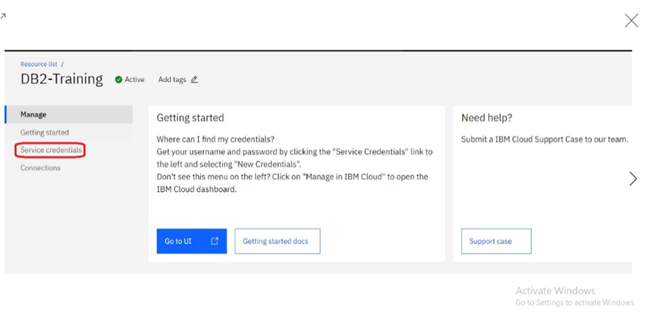 Resource list /
DB2-Training
Active
Add tags
Manage
Getting started
Service credentials
Connections
Getting started
Where can I find my credentials?
Get your username and password by clicking the "Service Credentials" link to
the left and selecting "New Credentials".
Don't see this menu on the left? Click on "Manage in IBM Cloud" to open the
IBM Cloud dashboard.
Go to UI
Getting started docs
Need help?
Submit a IBM Cloud Support Case to our team.
Support case
Activate Windows
Go to Settings to activate Windows.